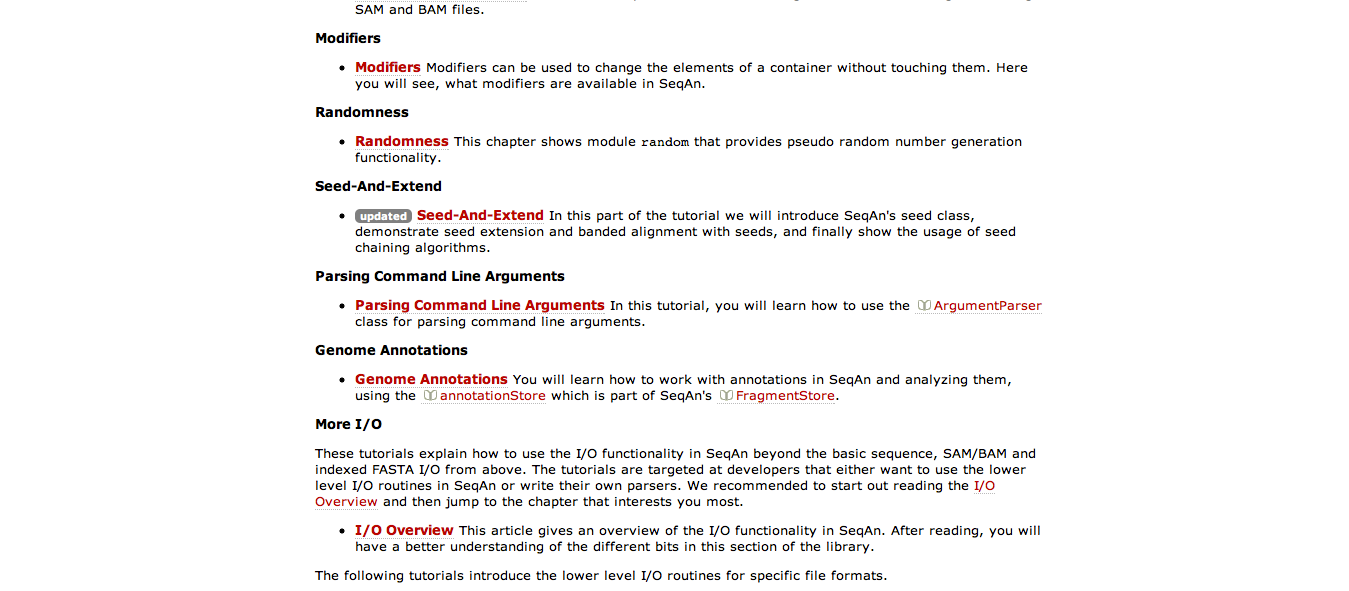 SAM and BAM files.
Modifiers
Modifiers Modifiers can be used to change the elements of a container without touching them. Here
you will see, what modifiers are available in SeqAn.
Randomness
Randomness This chapter shows module random that provides pseudo random number generation
functionality.
Seed-And-Extend
updated Seed-And-Extend In this part of the tutorial we will introduce SeqAn's seed class,
demonstrate seed extension and banded alignment with seeds, and finally show the usage of seed
chaining algorithms.
Parsing Command Line Arguments
Parsing Command Line Arguments In this tutorial, you will learn how to use the ArgumentParser
class for parsing command line arguments.
Genome Annotations
Genome Annotations You will learn how to work with annotations in SeqAn and analyzing them,
using the annotationStore which is part of SeqAn's FragmentStore.
More I/O
These tutorials explain how to use the I/O functionality in SeqAn beyond the basic sequence, SAM/BAM and
indexed FASTA I/O from above. The tutorials are targeted at developers that either want to use the lower
level I/O routines in SeqAn or write their own parsers. We recommended to start out reading the I/O
Overview and then jump to the chapter that interests you most.
I/O Overview This article gives an overview of the I/O functionality in SeqAn. After reading, you will
have a better understanding of the different bits in this section of the library.
The following tutorials introduce the lower level I/O routines for specific file formats.